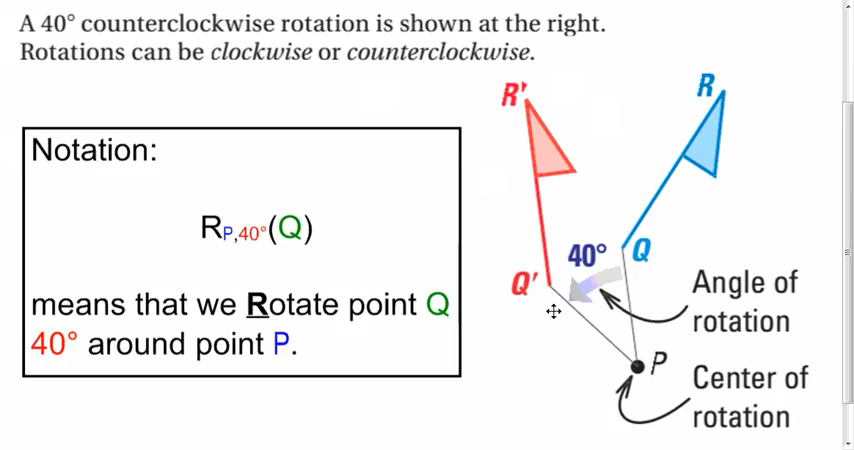 A 40° counterclockwise rotation is shown at the right.
Rotations can be clockwise or counterclockwise.
Notation:
R_P,40°(Q)
means that we Rotate point Q
40° around point P.
R'
R
40°
Q
Q'
Angle of
rotation
P
Center of
rotation